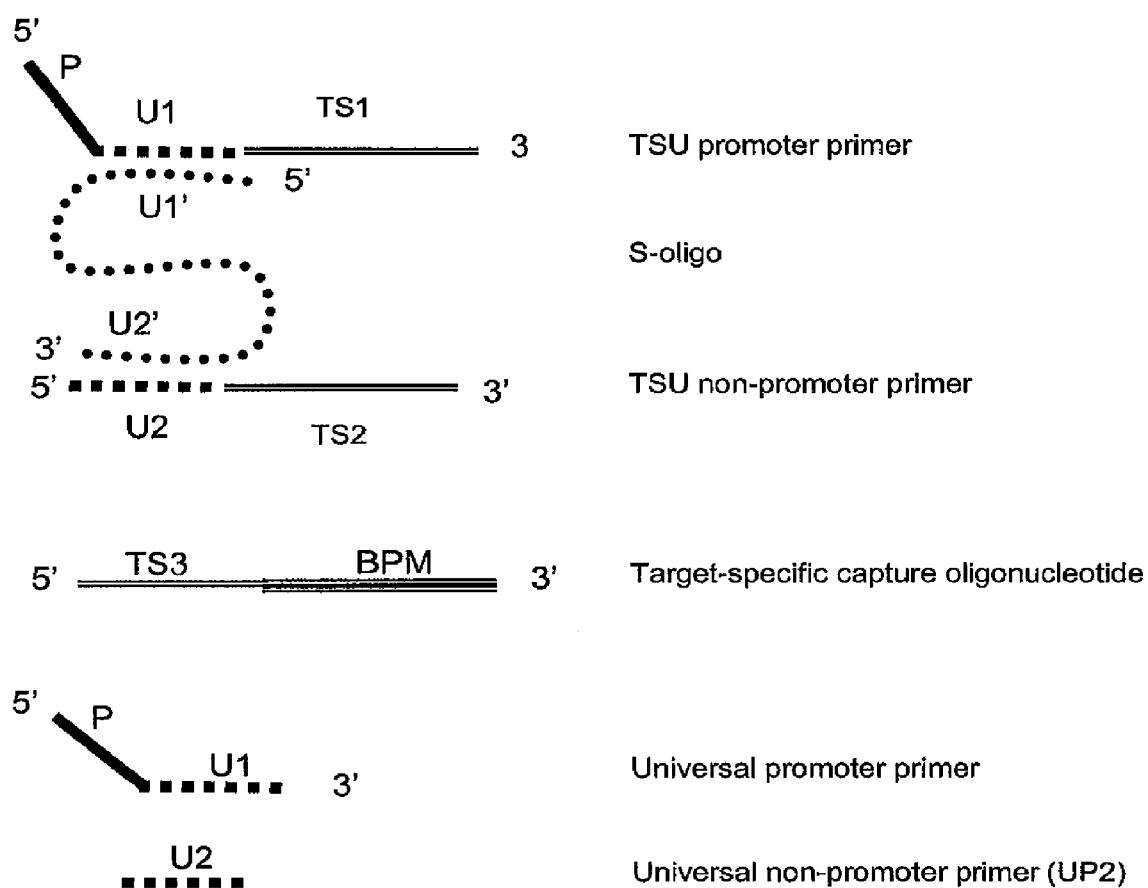 5'
P
U1
TS1
3
TSU promoter primer
5'
U1'
S-oligo
U2'
3'
5'
3'
TSU non-promoter primer
U2
TS2
5'
TS3
BPM
3'
Target-specific capture oligonucleotide
5'
P
U1
3'
Universal promoter primer
U2
Universal non-promoter primer (UP2)